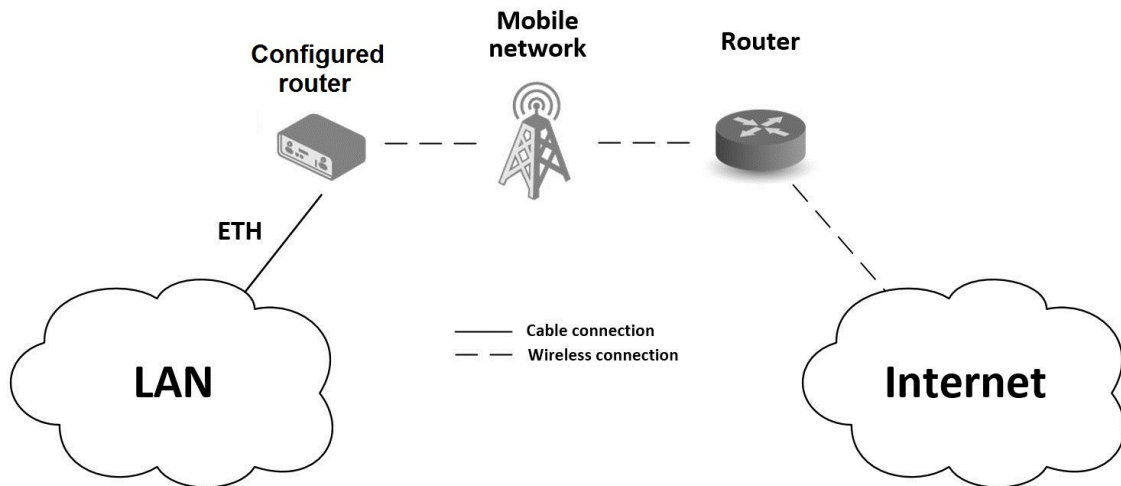 Mobile
network
Router
Configured
router
ETH
Cable connection
Wireless connection
LAN
Internet